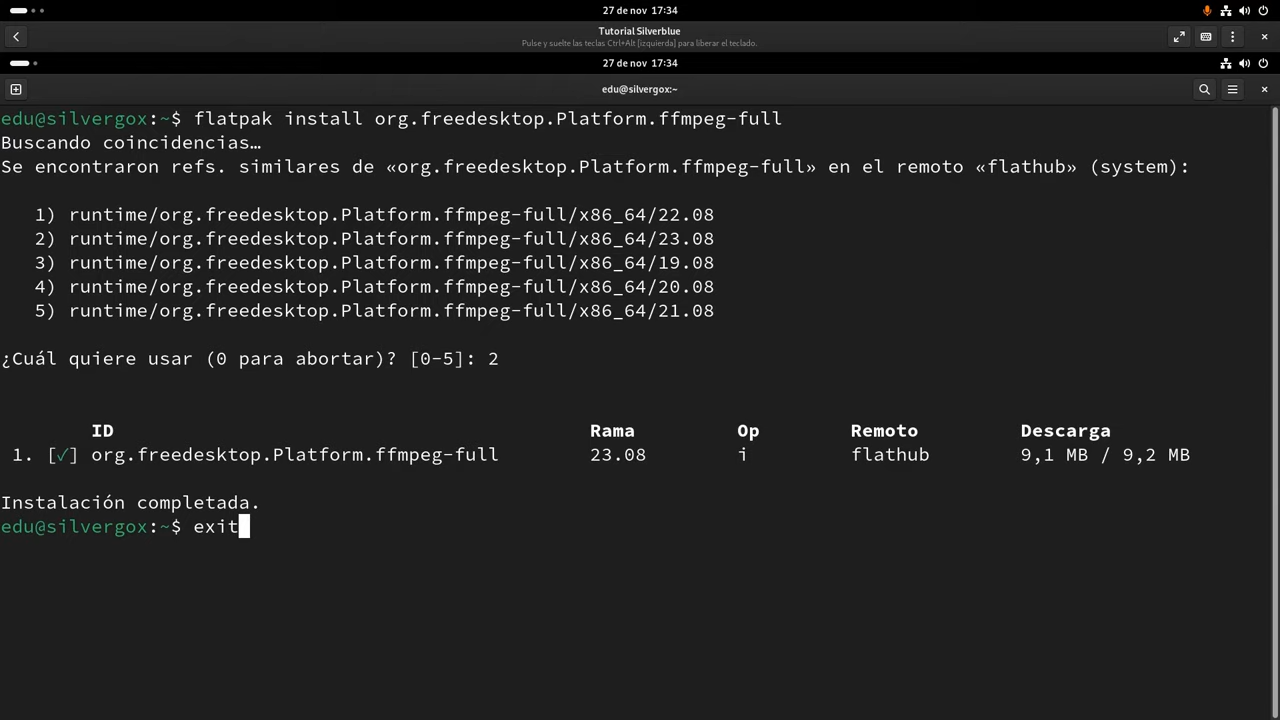 27 de nov 17:34
Tutorial Silverblue
Pulse y suelte las teclas Ctrl+Alt [izquierda] para liberar el teclado.
27 de nov 17:34
edu@silvergox:~
edu@silvergox:~$ flatpak install org.freedesktop.Platform.ffmpeg-full
Buscando coincidencias…
Se encontraron refs. similares de «org.freedesktop.Platform.ffmpeg-full» en el remoto «flathub» (system):
1) runtime/org.freedesktop.Platform.ffmpeg-full/x86_64/22.08
2) runtime/org.freedesktop.Platform.ffmpeg-full/x86_64/23.08
3) runtime/org.freedesktop.Platform.ffmpeg-full/x86_64/19.08
4) runtime/org.freedesktop.Platform.ffmpeg-full/x86_64/20.08
5) runtime/org.freedesktop.Platform.ffmpeg-full/x86_64/21.08
¿Cuál quiere usar (0 para abortar)? [0-5]: 2
ID Rama Op Remoto Descarga
1. [✓] org.freedesktop.Platform.ffmpeg-full 23.08 i flathub 9,1 MB / 9,2 MB
Instalación completada.
edu@silvergox:~$ exit